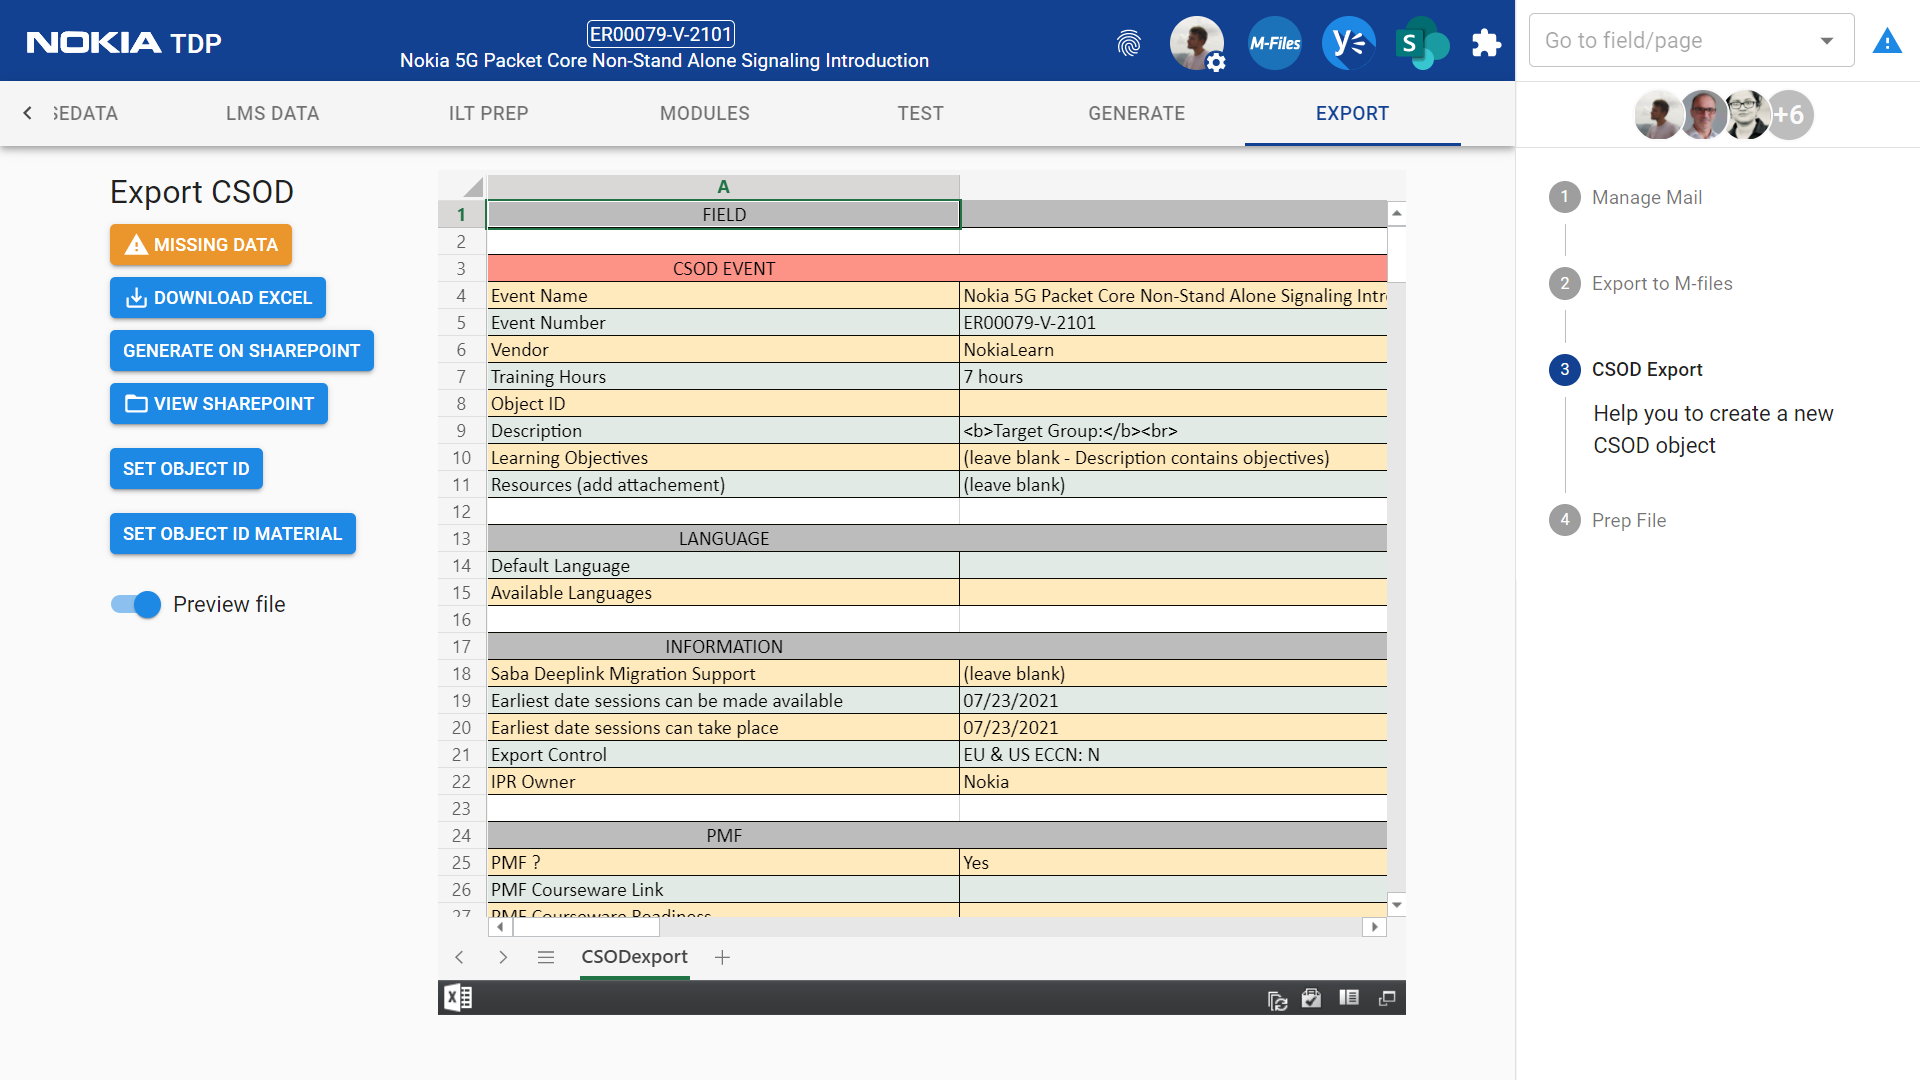 NOKIA TDP
ER00079-V-2101
Nokia 5G Packet Core Non-Stand Alone Signaling Introduction
M-Files
S
Go to field/page
LMS DATA
ILT PREP
MODULES
TEST
GENERATE
EXPORT
+6
Export CSOD
MISSING DATA
DOWNLOAD EXCEL
GENERATE ON SHAREPOINT
VIEW SHAREPOINT
SET OBJECT ID
SET OBJECT ID MATERIAL
Preview file
A
1 FIELD
2
3 CSOD EVENT
4 Event Name Nokia 5G Packet Core Non-Stand Alone Signaling Intr
5 Event Number ER00079-V-2101
6 Vendor NokiaLearn
7 Training Hours 7 hours
8 Object ID
9 Description <b>Target Group:</b><br>
10 Learning Objectives (leave blank - Description contains objectives)
11 Resources (add attachement) (leave blank)
12
13 LANGUAGE
14 Default Language
15 Available Languages
16
17 INFORMATION
18 Saba Deeplink Migration Support (leave blank)
19 Earliest date sessions can be made available 07/23/2021
20 Earliest date sessions can take place 07/23/2021
21 Export Control EU & US ECCN: N
22 IPR Owner Nokia
23
24 PMF
25 PMF ? Yes
26 PMF Courseware Link
27 PMF Courseware Readiness
CSODexport
1 Manage Mail
2 Export to M-files
3 CSOD Export
Help you to create a new
CSOD object
4 Prep File